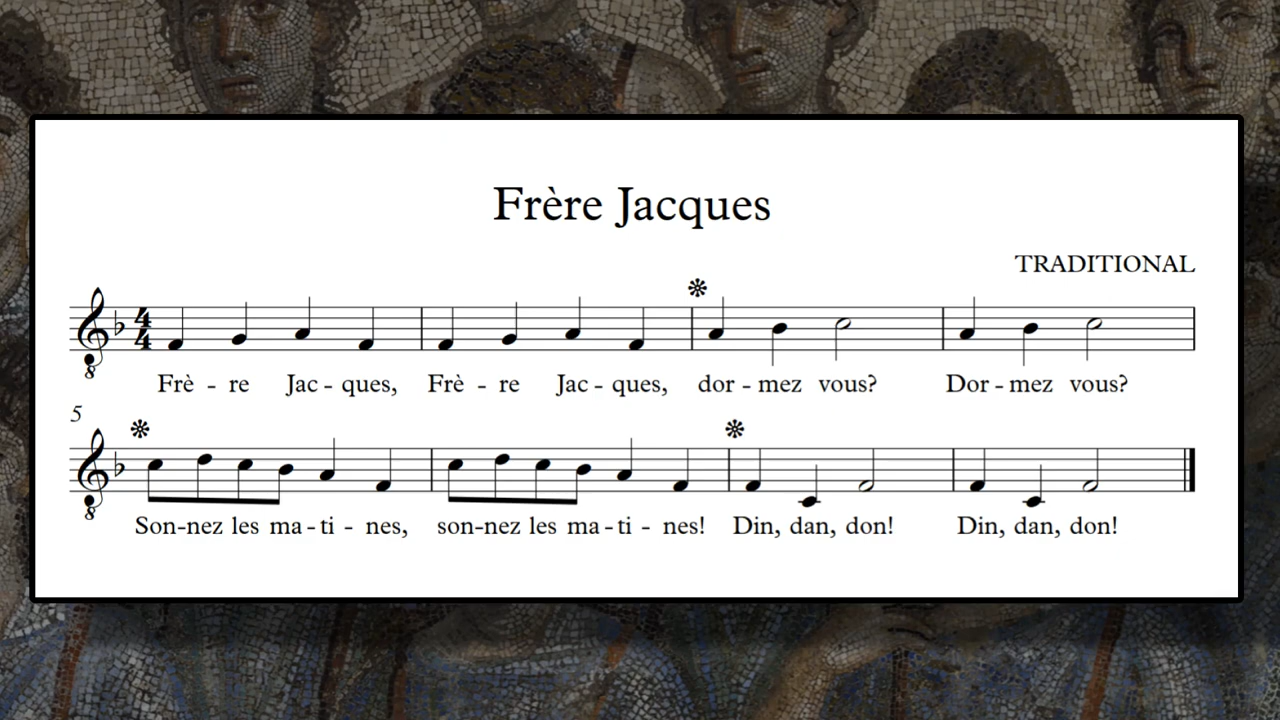 Frère Jacques
TRADITIONAL
Frè - re Jac - ques, Frè - re Jac - ques, dor - mez vous? Dor - mez vous?
5
Son-nez les ma - ti - nes, son-nez les ma - ti - nes! Din, dan, don! Din, dan, don!